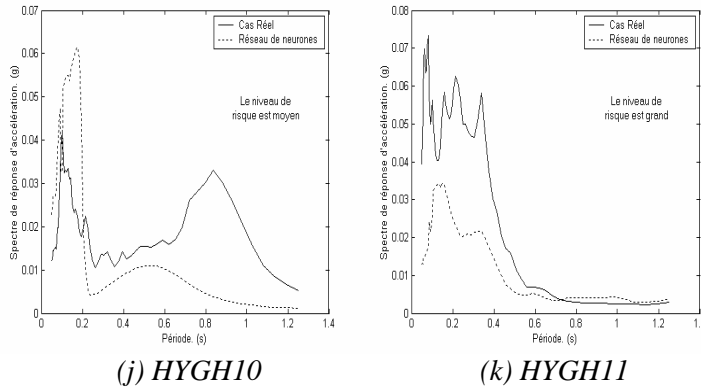 0.07
0.06
0.05
0.04
0.03
0.02
0.01
0
Spectre de réponse d'accélération. (g)
Cas Réel
Réseau de neurones
Le niveau de
risque est moyen
0 0.2 0.4 0.6 0.8 1 1.2 1.4
Période. (s)
(j) HYGH10
0.08
0.07
0.06
0.05
0.04
0.03
0.02
0.01
0
Spectre de réponse d'accélération. (g)
Cas Réel
Réseau de neurones
Le niveau de
risque est grand
0 0.2 0.4 0.6 0.8 1 1.2 1.4
Période. (s)
(k) HYGH11